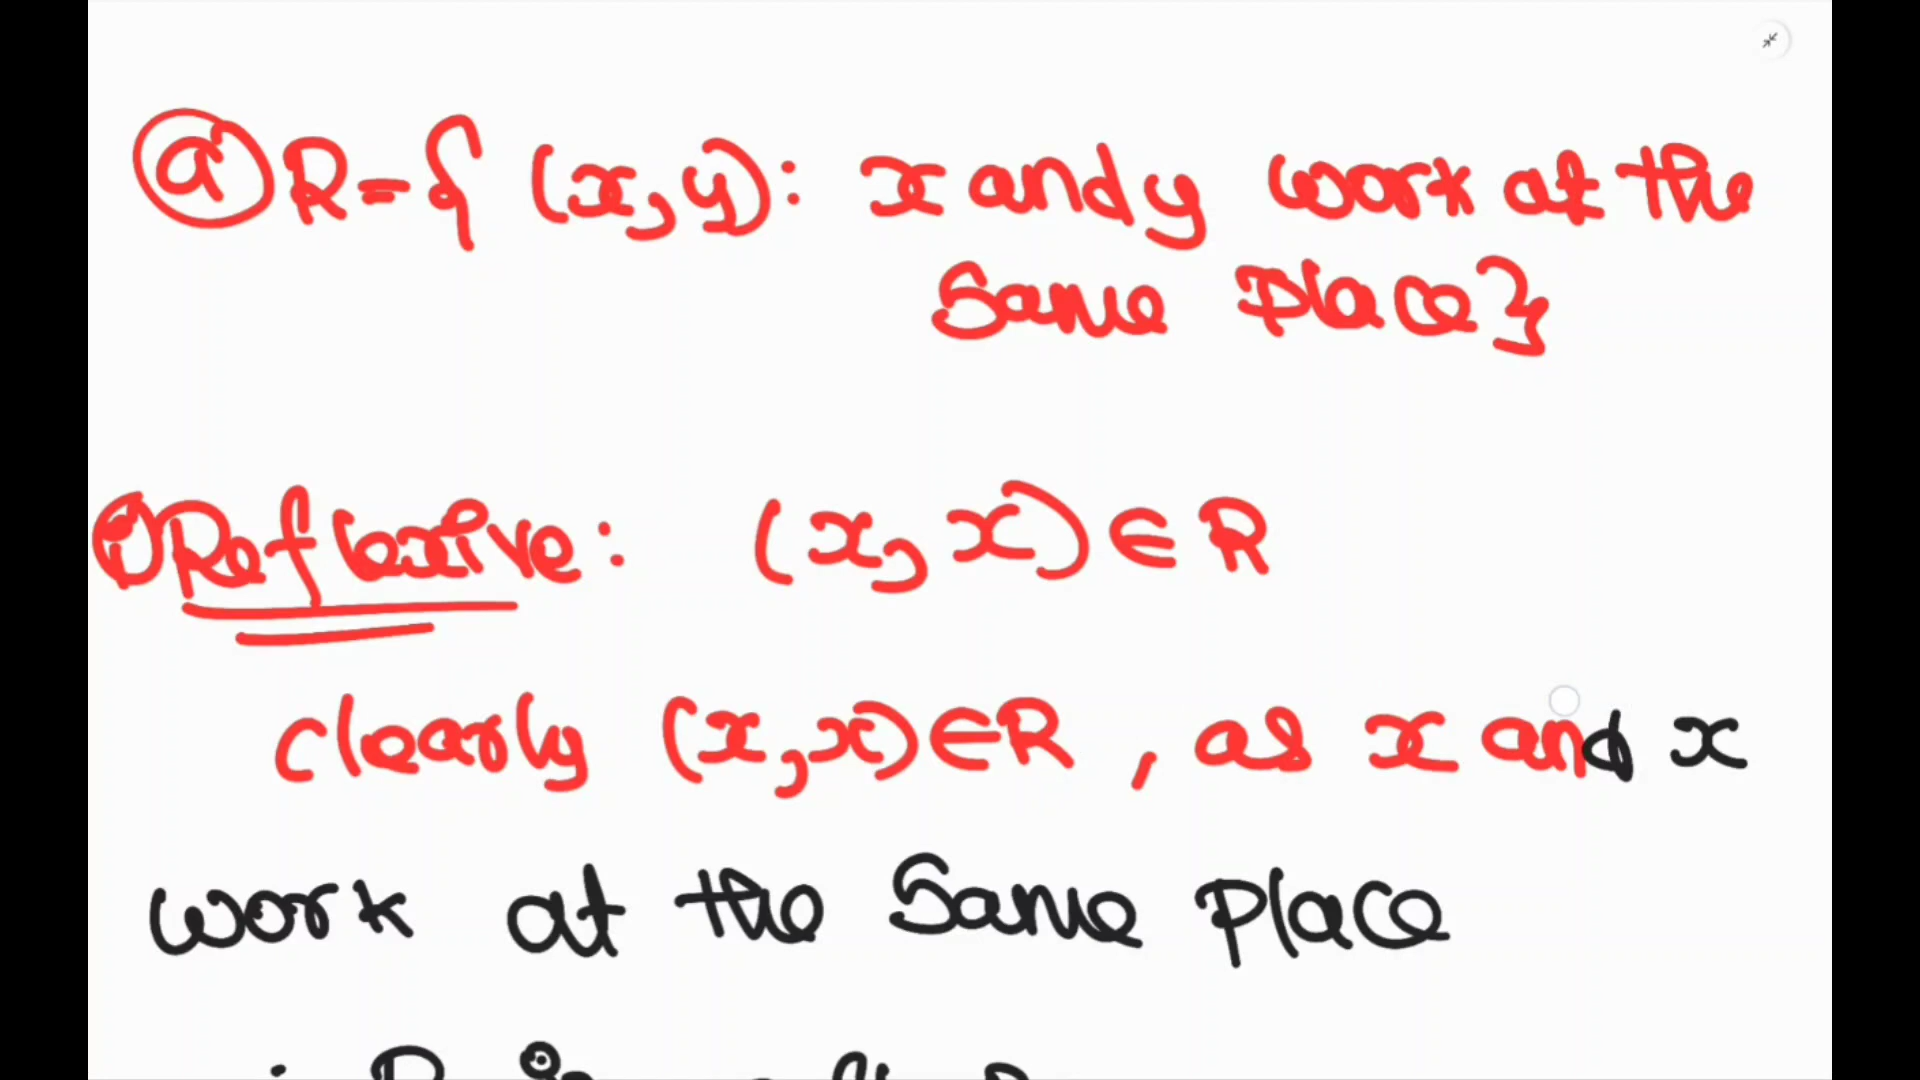 a R = { (x, y) : x and y work at the
Same Place}
i) Reflexive : (x, x) ∈ R
clearly (x, x) ∈ R , as x and x
work at the Same Place